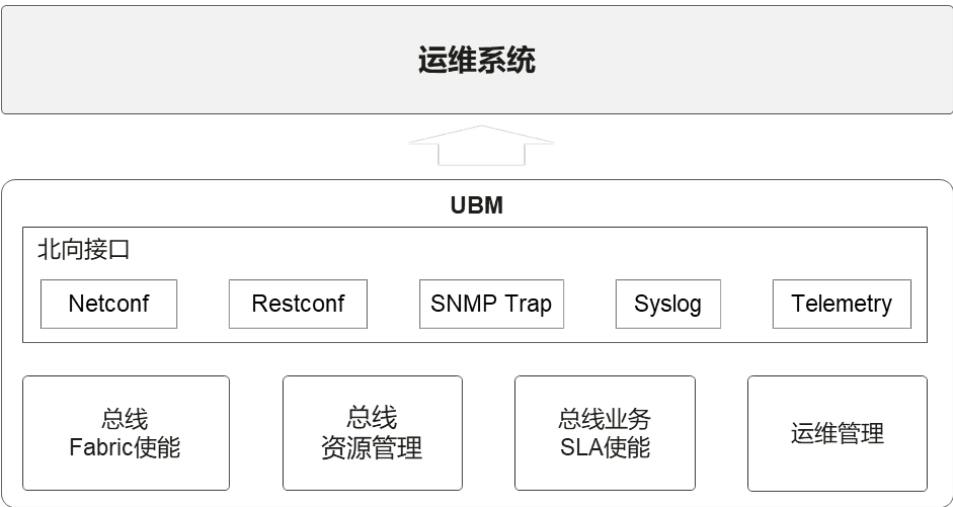 运维系统
UBM
北向接口
Netconf
Restconf
SNMP Trap
Syslog
Telemetry
总线
Fabric使能
总线
资源管理
总线业务
SLA使能
运维管理